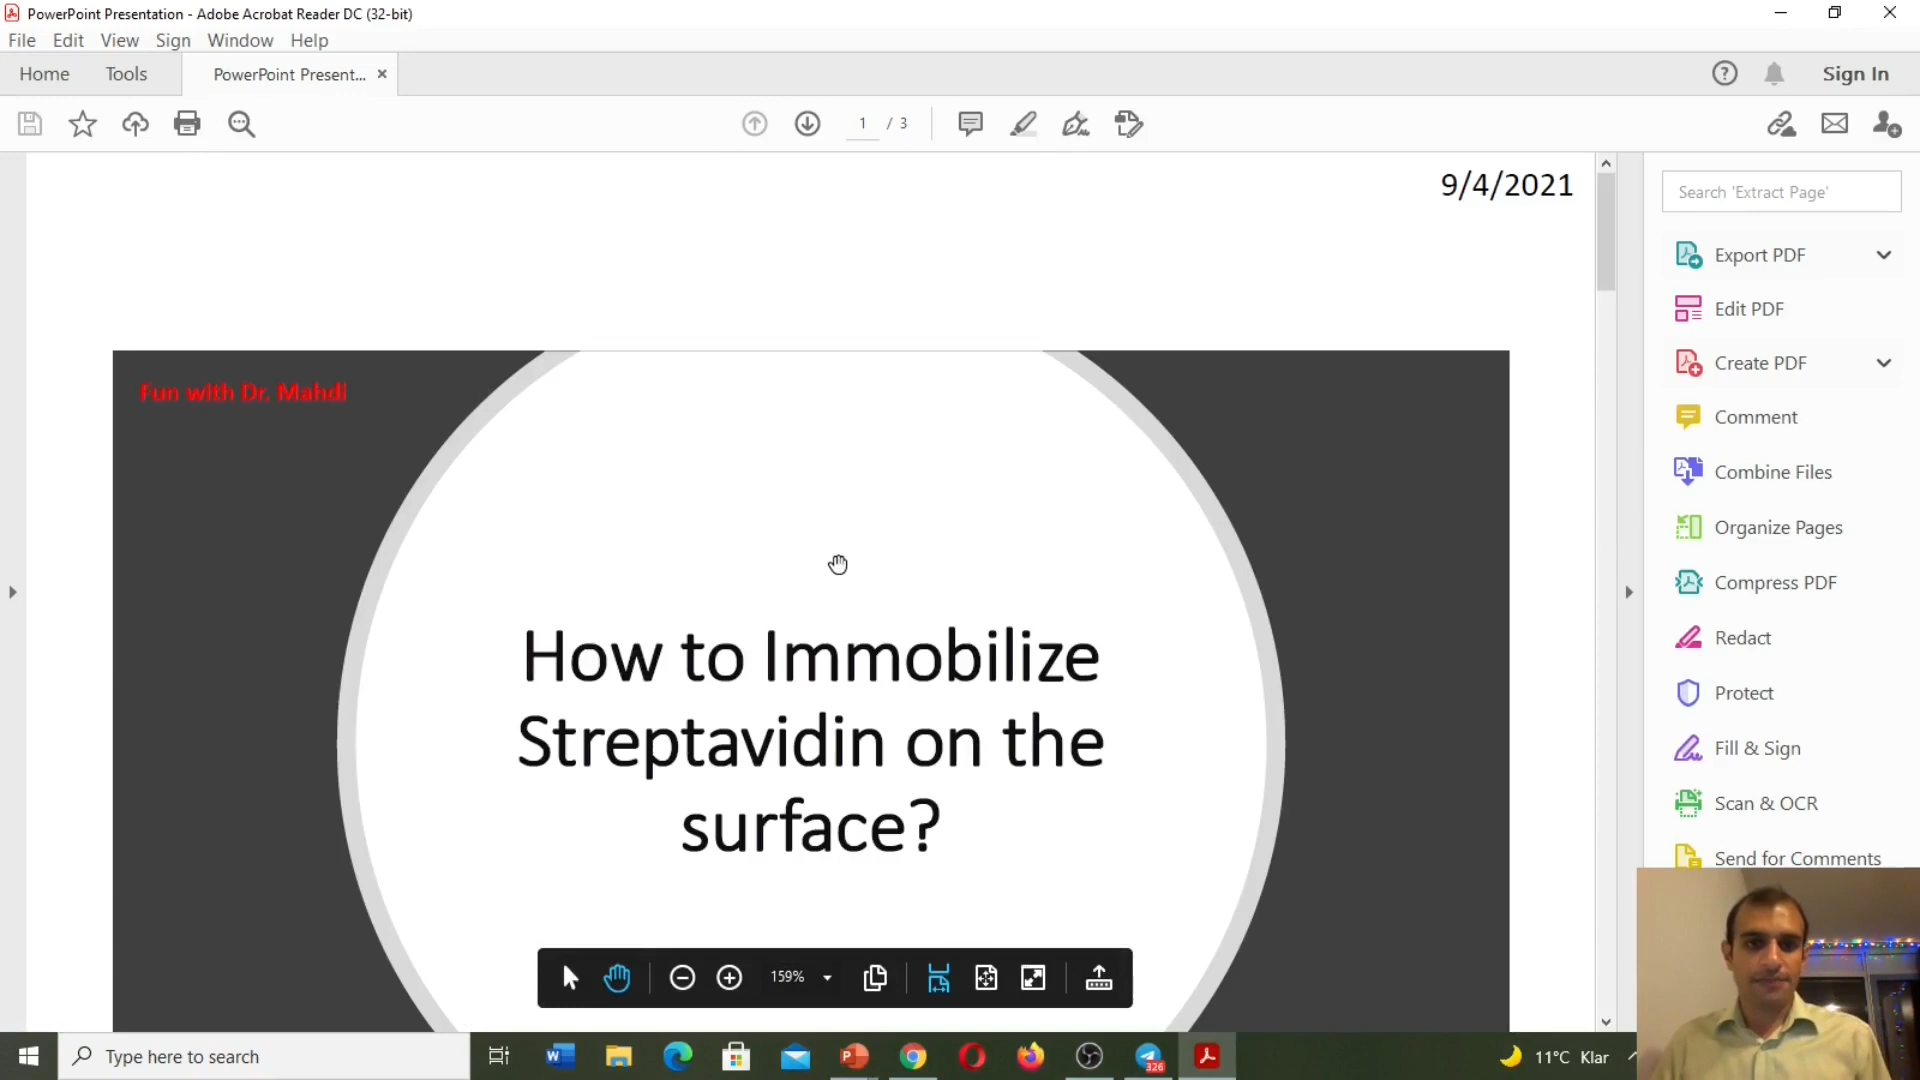 PowerPoint Presentation - Adobe Acrobat Reader DC (32-bit)
File Edit View Sign Window Help
Home Tools PowerPoint Present... Sign In
1 / 3
9/4/2021
Search 'Extract Page'
Export PDF
Edit PDF
Create PDF
Comment
Combine Files
Organize Pages
Compress PDF
Redact
Protect
Fill & Sign
Scan & OCR
Send for Comments
Fun with Dr. Mahdi
How to Immobilize
Streptavidin on the
surface?
159%
Type here to search
326
11°C Klar